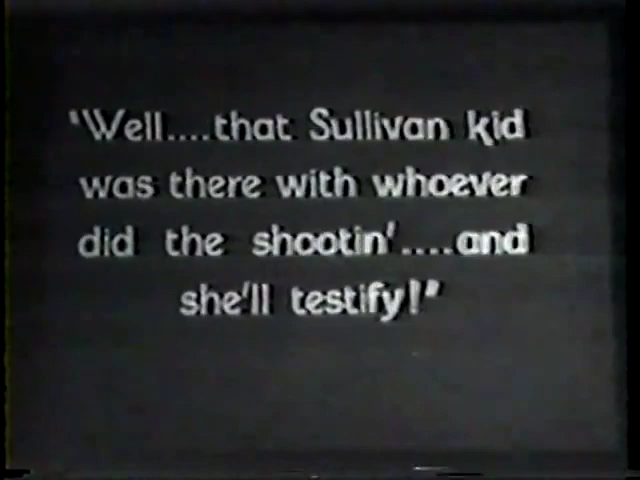 "Well....that Sullivan kid
was there with whoever
did the shootin'....and
she'll testify!"